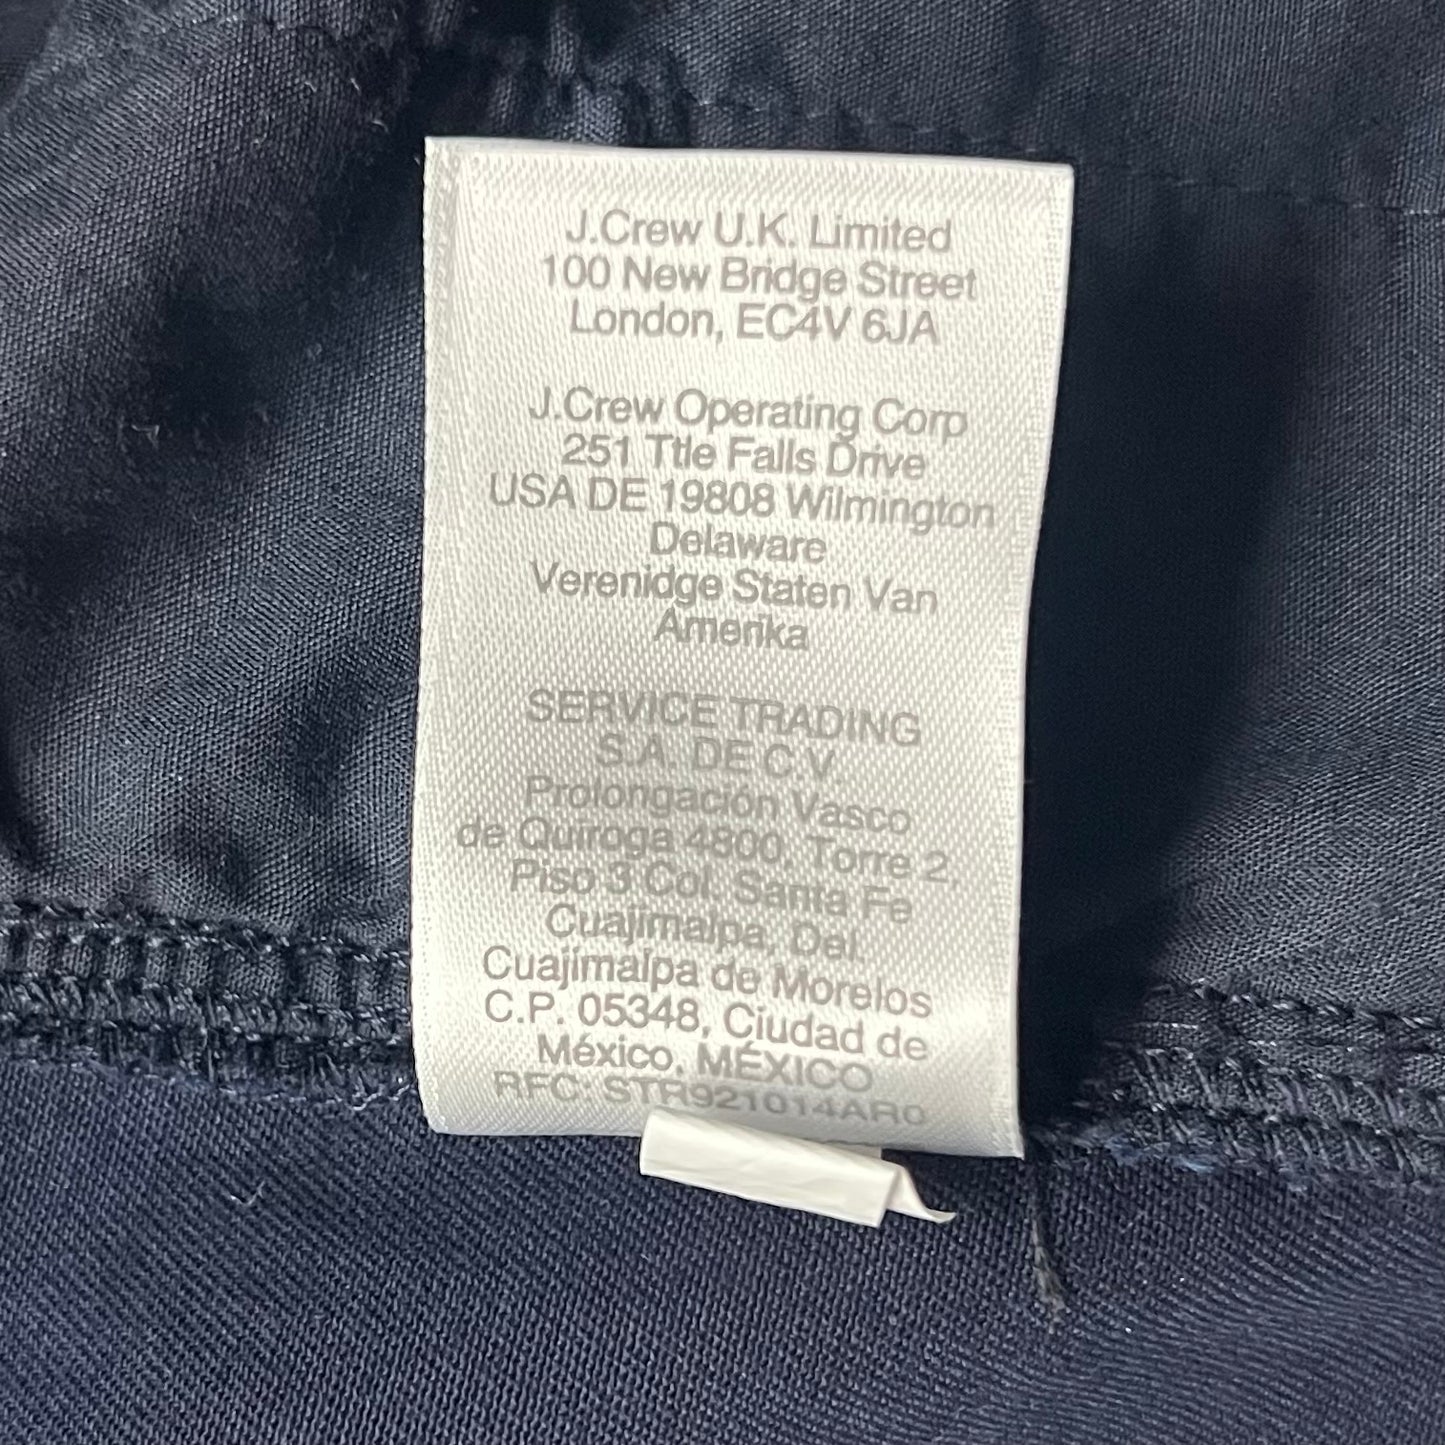 J.Crew U.K. Limited
100 New Bridge Street
London, EC4V 6JA
J.Crew Operating Corp
251 Ttle Falls Drive
USA DE 19808 Wilmington
Delaware
Verenidge Staten Van
Amerika
SERVICE TRADING
S.A. DE C.V.
Prolongación Vasco
de Quiroga 4800, Torre 2,
Piso 3 Col. Santa Fe
Cuajimalpa, Del.
Cuajimalpa de Morelos
C.P. 05348, Ciudad de
México, MÉXICO
RFC: STR921014AR0